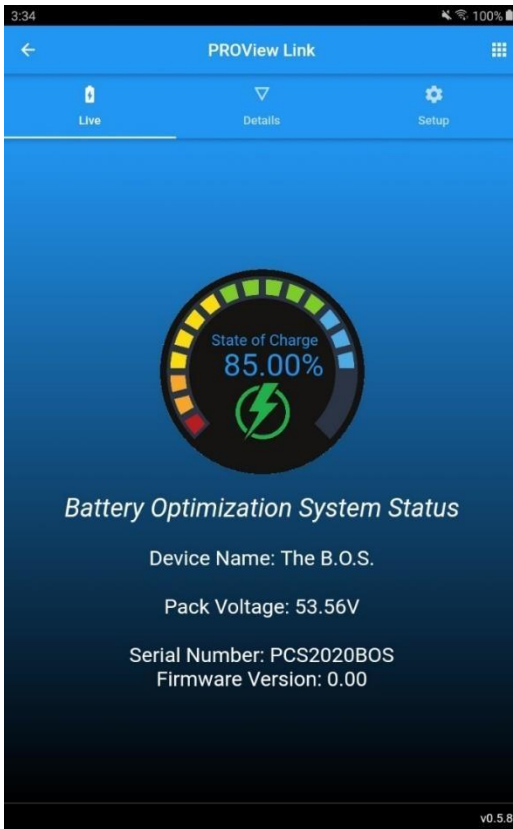 3:34
100%
PROView Link
Live
Details
Setup
State of Charge
85.00%
Battery Optimization System Status
Device Name: The B.O.S.
Pack Voltage: 53.56V
Serial Number: PCS2020BOS
Firmware Version: 0.00
v0.5.8